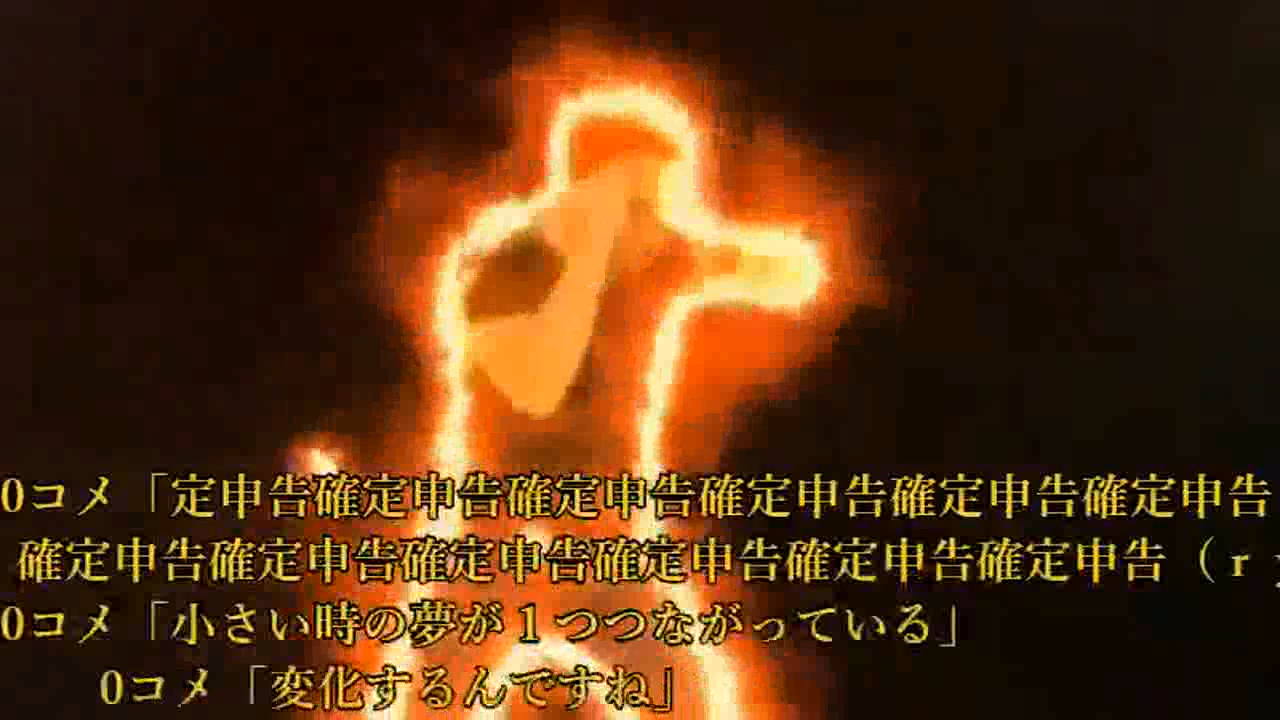 0コメ「定申告確定申告確定申告確定申告確定申告確定申告
確定申告確定申告確定申告確定申告確定申告確定申告（ｒｙ
0コメ「小さい時の夢が１つつながっている」
0コメ「変化するんですね」